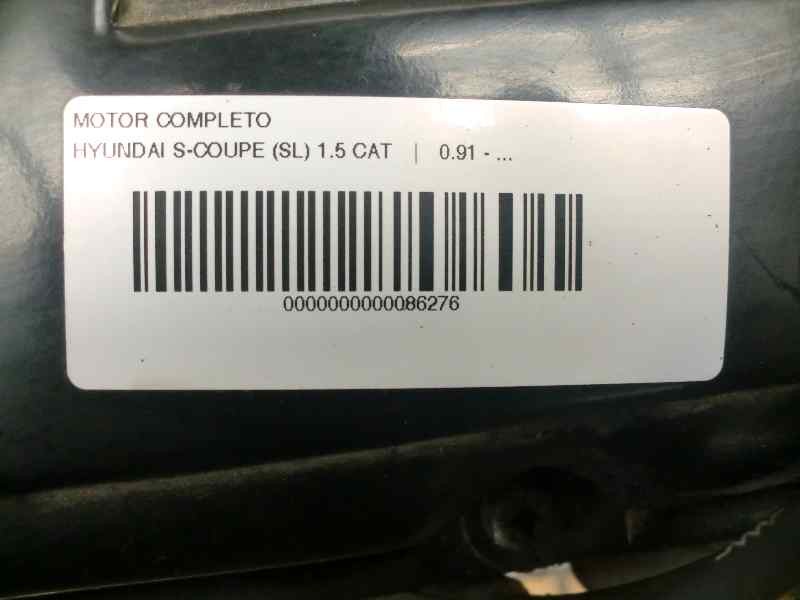 MOTOR COMPLETO
HYUNDAI S-COUPE (SL) 1.5 CAT | 0.91 - ...
0000000000086276